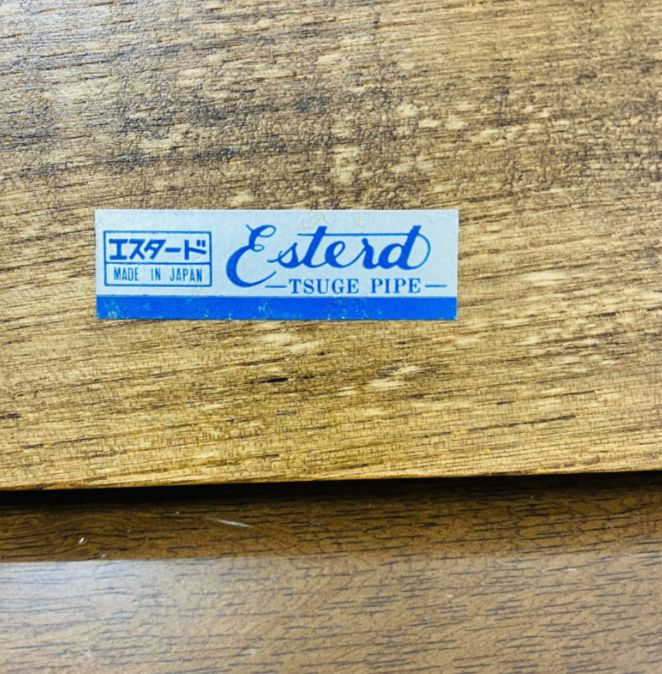 エスタード
MADE IN JAPAN
Esterd
—TSUGE PIPE—